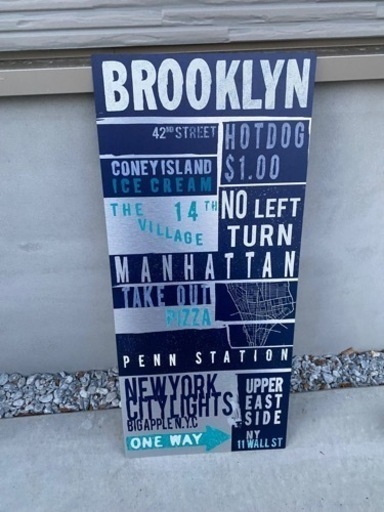 BROOKLYN
42ND STREET
CONEY ISLAND
ICE CREAM
HOTDOG
$1.00
THE 14TH
VILLAGE
NO LEFT
TURN
MANHATTAN
TAKE OUT
PIZZA
PENN STATION
NEWYORK
CITYLIGHTS
BIGAPPLE N.Y.C
ONE WAY
UPPER
EAST
SIDE
NY
11 WALL ST